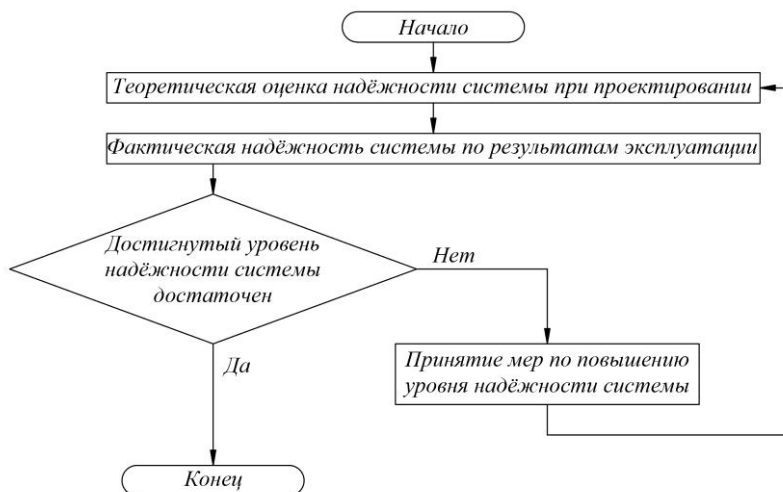 Начало
Теоретическая оценка надёжности системы при проектировании
Фактическая надёжность системы по результатам эксплуатации
Достигнутый уровень
надёжности системы
достаточен
Нет
Да
Принятие мер по повышению
уровня надёжности системы
Конец